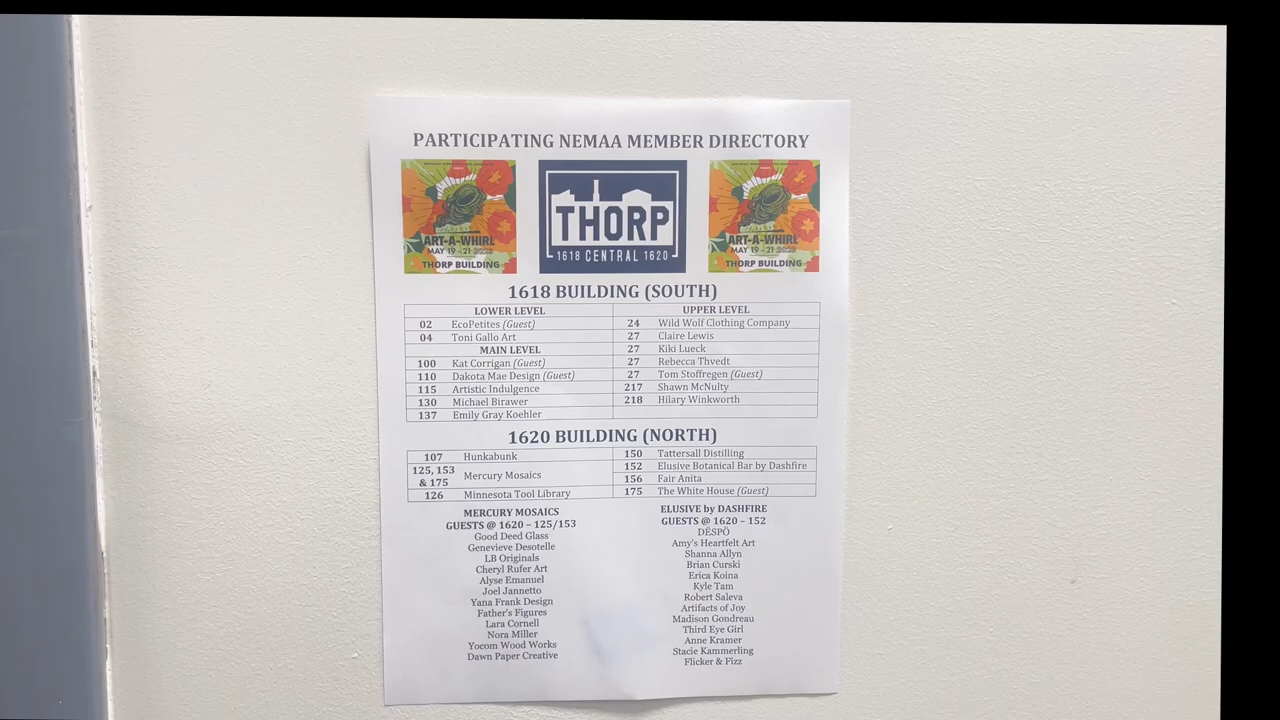 PARTICIPATING NEMAA MEMBER DIRECTORY
ART-A-WHIRL
MAY 19 - 21 2023
THORP BUILDING
THORP
1618 CENTRAL 1620
ART-A-WHIRL
MAY 19 - 21 2023
THORP BUILDING
1618 BUILDING (SOUTH)
LOWER LEVEL
02 EcoPetites (Guest)
04 Toni Gallo Art
MAIN LEVEL
100 Kat Corrigan (Guest)
110 Dakota Mae Design (Guest)
115 Artistic Indulgence
130 Michael Birawer
137 Emily Gray Koehler
UPPER LEVEL
24 Wild Wolf Clothing Company
27 Claire Lewis
27 Kiki Lueck
27 Rebecca Thvedt
27 Tom Stoffregen (Guest)
217 Shawn McNulty
218 Hilary Winkworth
1620 BUILDING (NORTH)
107 Hunkabunk
125, 153
& 175 Mercury Mosaics
126 Minnesota Tool Library
150 Tattersall Distilling
152 Elusive Botanical Bar by Dashfire
156 Fair Anita
175 The White House (Guest)
MERCURY MOSAICS
GUESTS @ 1620 – 125/153
Good Deed Glass
Genevieve Desotelle
LB Originals
Cheryl Rufer Art
Alyse Emanuel
Joel Jannetto
Yana Frank Design
Father's Figures
Lara Cornell
Nora Miller
Yocom Wood Works
Dawn Paper Creative
ELUSIVE by DASHFIRE
GUESTS @ 1620 – 152
DĒSPŌ
Amy's Heartfelt Art
Shanna Allyn
Brian Curski
Erica Koina
Kyle Tam
Robert Saleva
Artifacts of Joy
Madison Gondreau
Third Eye Girl
Anne Kramer
Stacie Kammerling
Flicker & Fizz